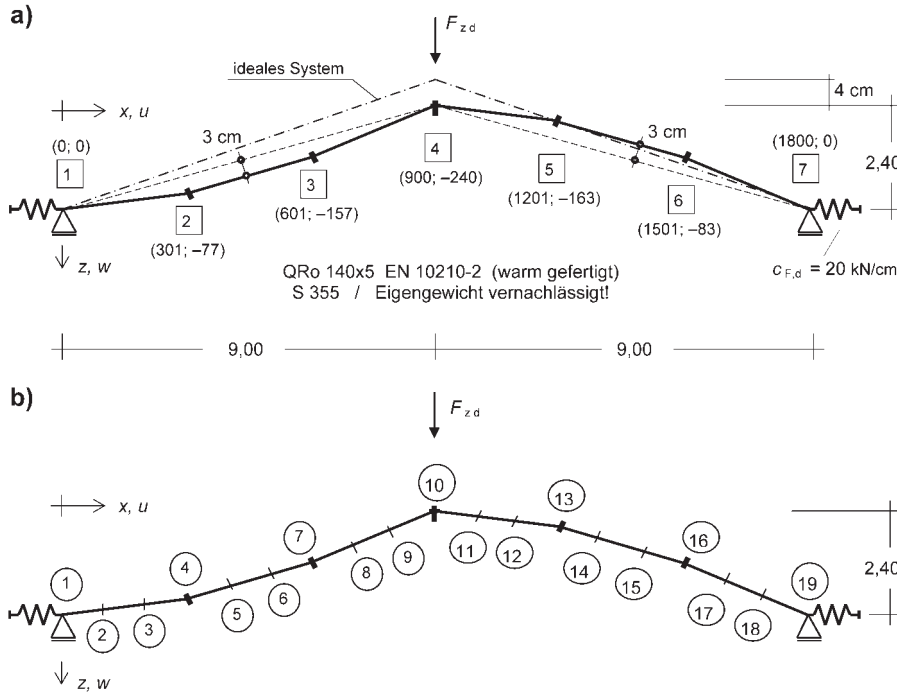 a)
F z d
ideales System
x, u
4 cm
(0; 0)
3 cm
3 cm
(1800; 0)
1
4
7
2,40
(900; –240)
3
5
(601; –157)
2
(1201; –163)
6
(301; –77)
(1501; –83)
z, w
QRo 140x5 EN 10210-2 (warm gefertigt)
c F,d = 20 kN/cm
S 355 / Eigengewicht vernachlässigt!
9,00
9,00
b)
F z d
x, u
10
13
7
16
11
12
1
4
8
9
14
15
19
2,40
5
6
17
18
2
3
z, w